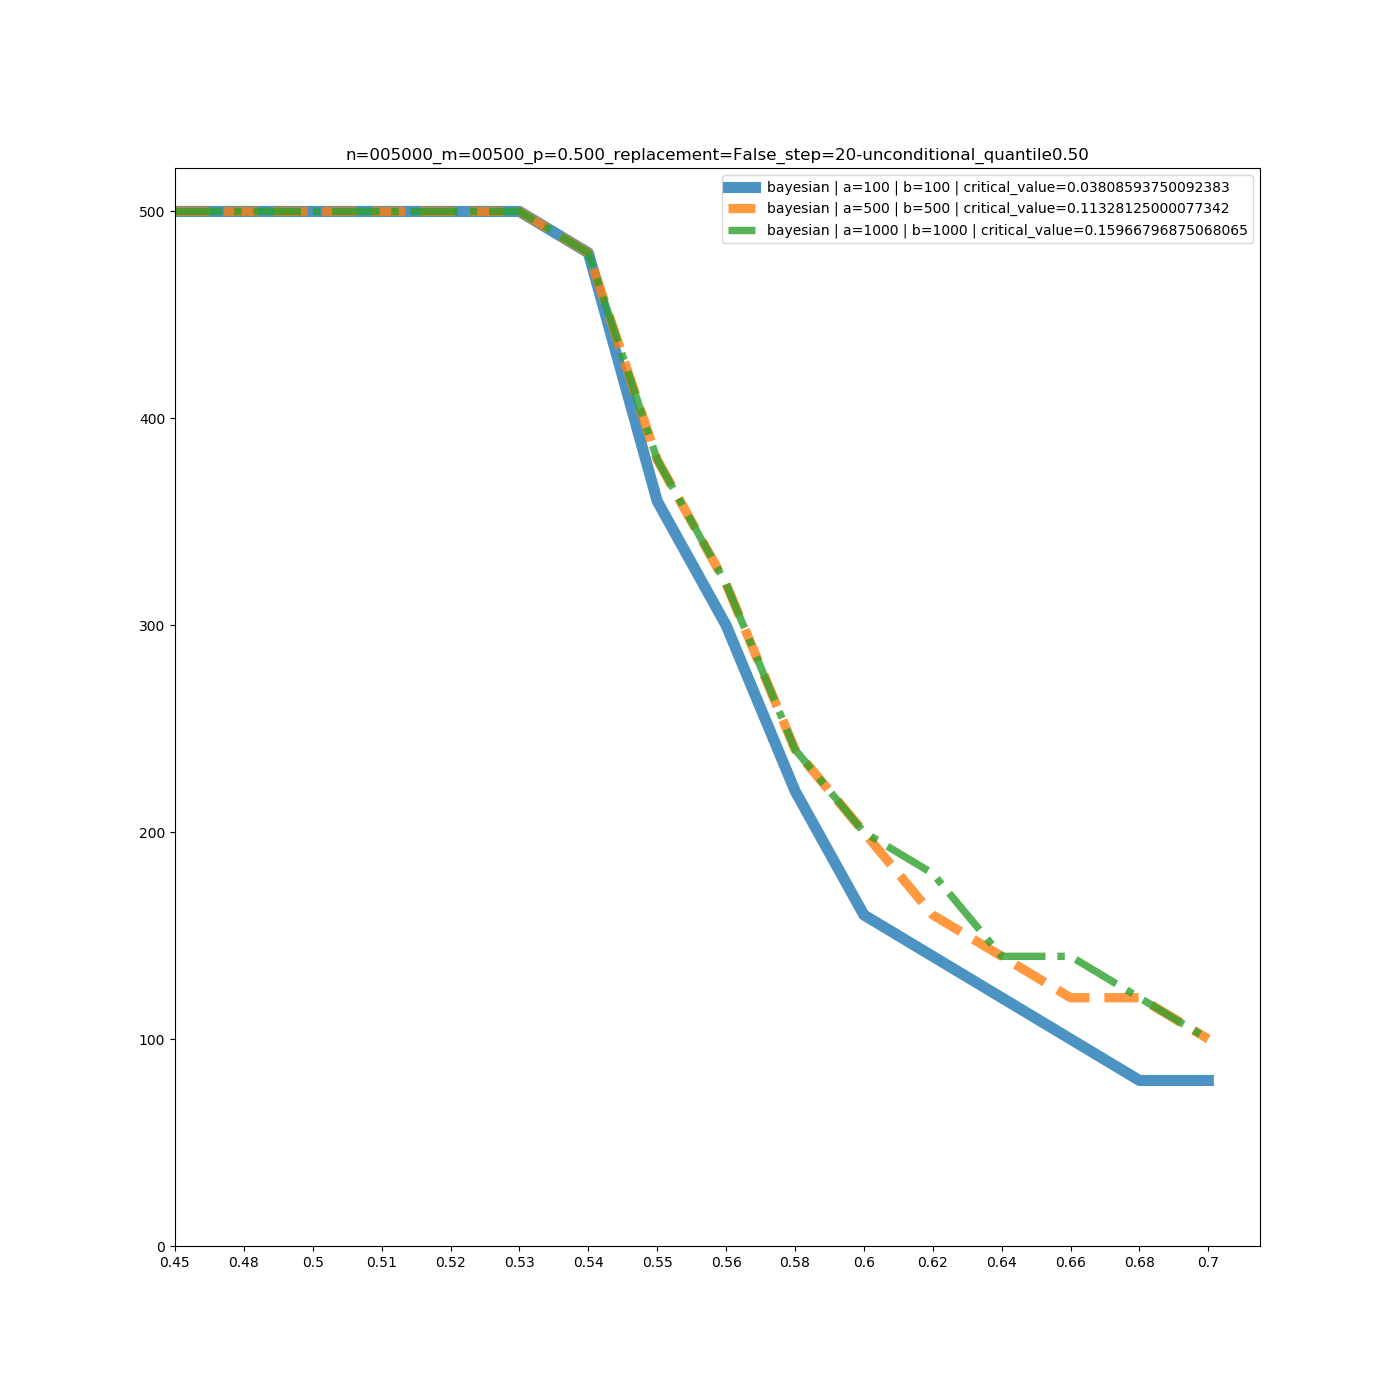 n=005000_m=00500_p=0.500_replacement=False_step=20-unconditional_quantile0.50
bayesian | a=100 | b=100 | critical_value=0.03808593750092383
bayesian | a=500 | b=500 | critical_value=0.11328125000077342
bayesian | a=1000 | b=1000 | critical_value=0.15966796875068065
500
400
300
200
100
0
0.45 0.48 0.5 0.51 0.52 0.53 0.54 0.55 0.56 0.58 0.6 0.62 0.64 0.66 0.68 0.7